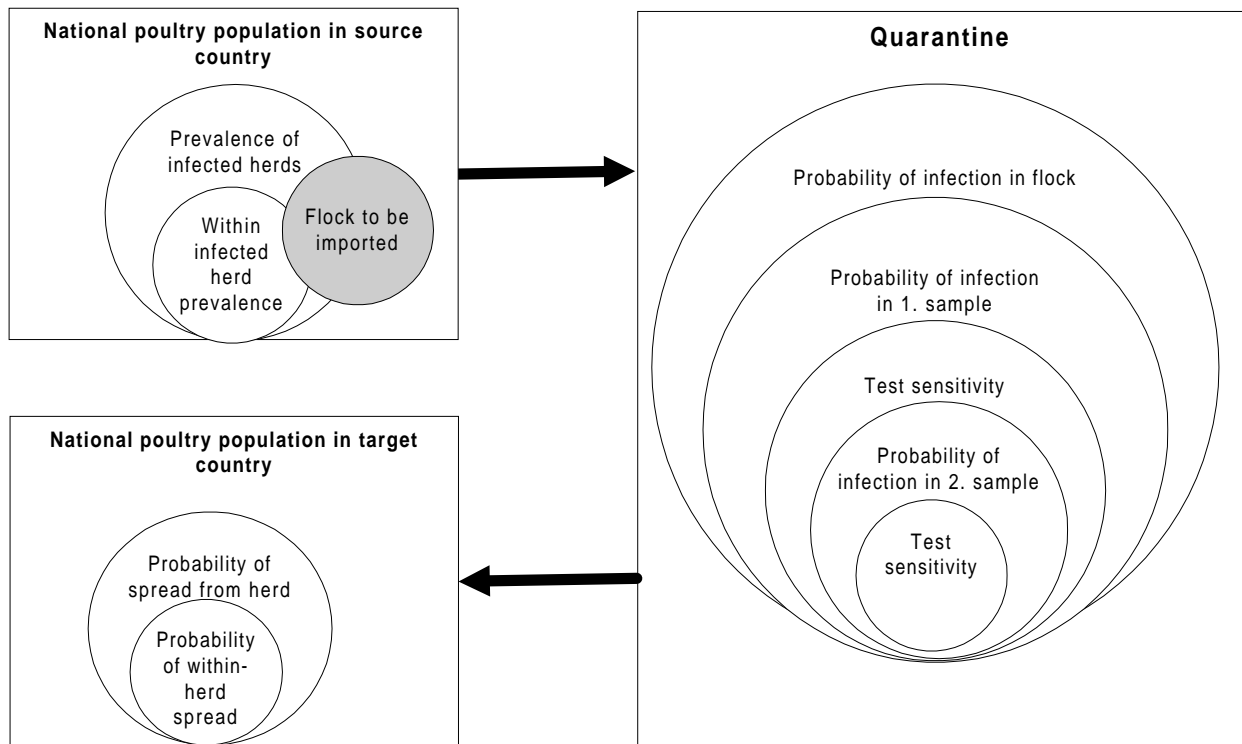 National poultry population in source
country
Prevalence of
infected herds
Within
infected
herd
prevalence
Flock to be
imported
Quarantine
Probability of infection in flock
Probability of infection
in 1. sample
Test sensitivity
Probability of
infection in 2. sample
Test
sensitivity
National poultry population in target
country
Probability of
spread from herd
Probability
of within-
herd
spread